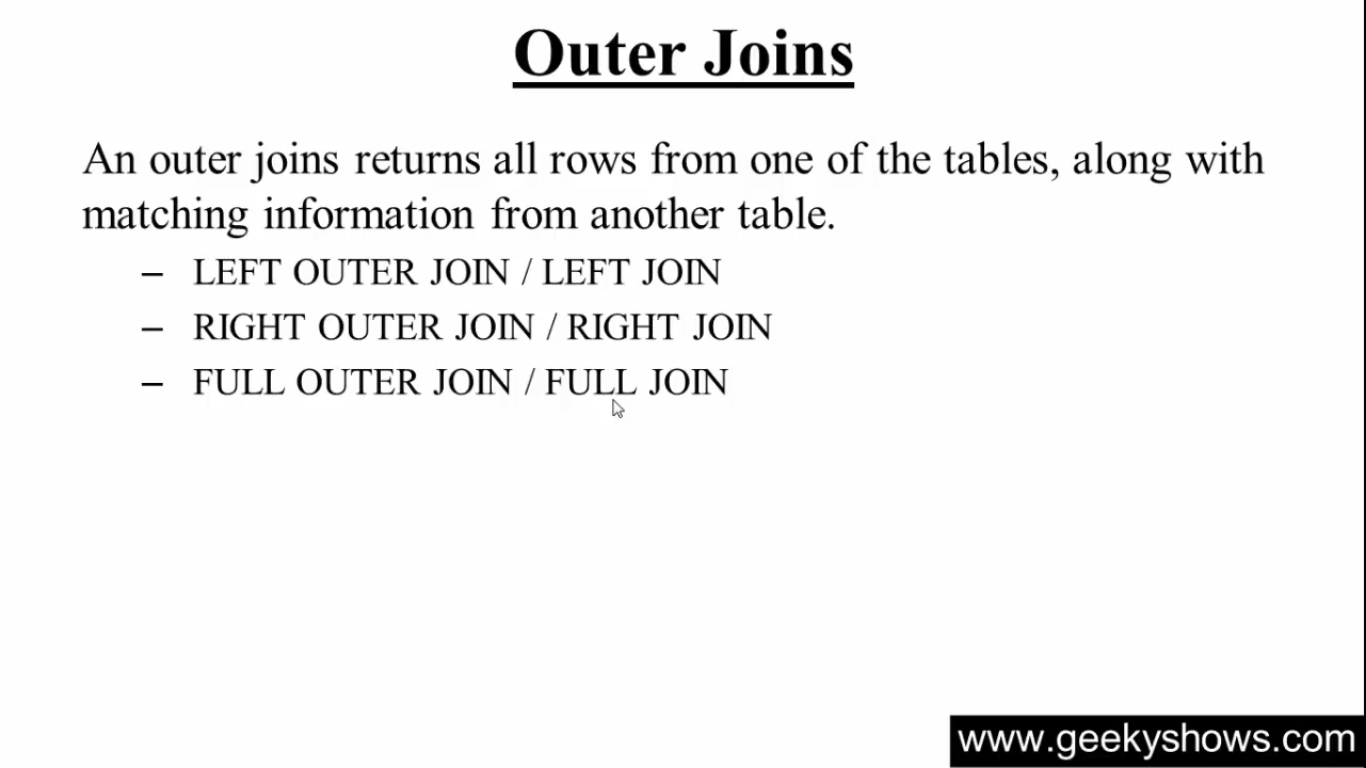 Outer Joins
An outer joins returns all rows from one of the tables, along with
matching information from another table.
– LEFT OUTER JOIN / LEFT JOIN
– RIGHT OUTER JOIN / RIGHT JOIN
– FULL OUTER JOIN / FULL JOIN
www.geekyshows.com